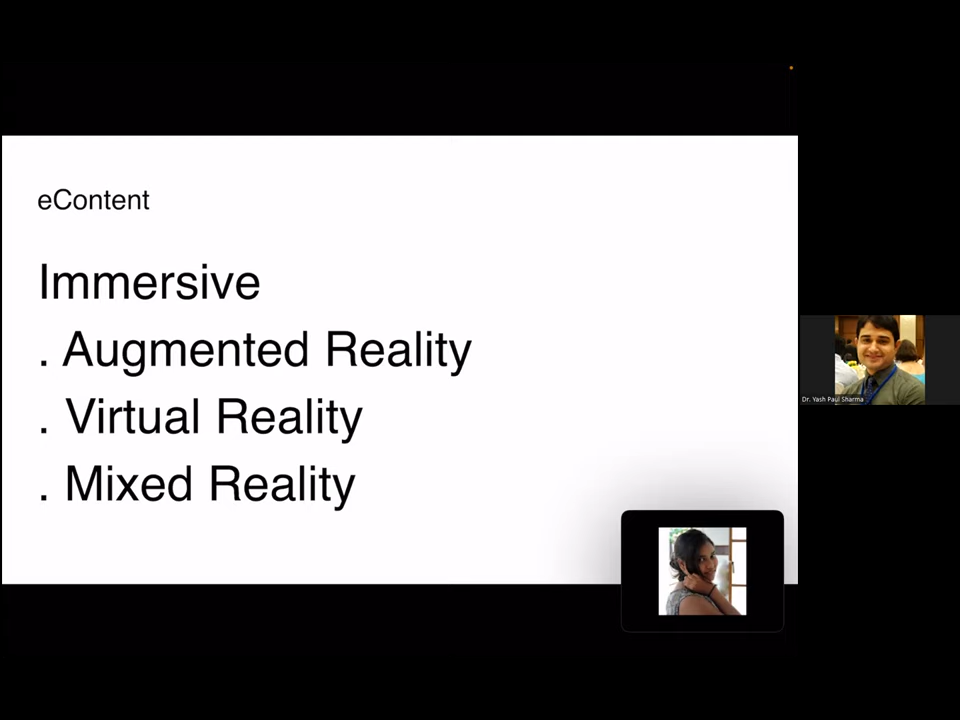 eContent
Immersive
. Augmented Reality
. Virtual Reality
. Mixed Reality
Dr. Yash Paul Sharma